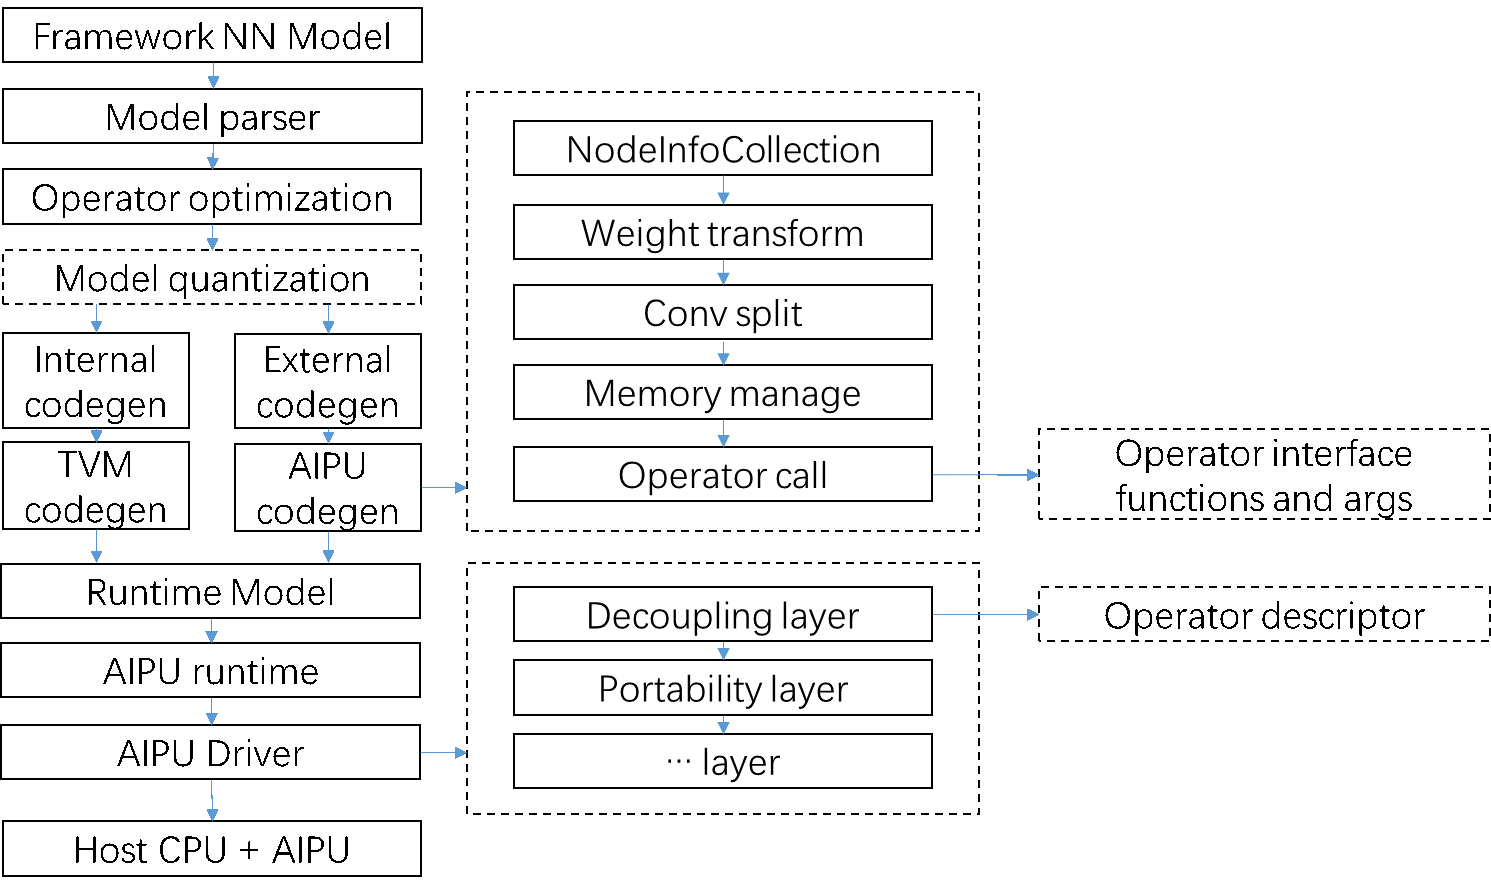 Framework NN Model
Model parser
Operator optimization
Model quantization
Internal
codegen
External
codegen
TVM
codegen
AIPU
codegen
Runtime Model
AIPU runtime
AIPU Driver
Host CPU + AIPU
NodeInfoCollection
Weight transform
Conv split
Memory manage
Operator call
Operator interface
functions and args
Decoupling layer
Operator descriptor
Portability layer
··· layer